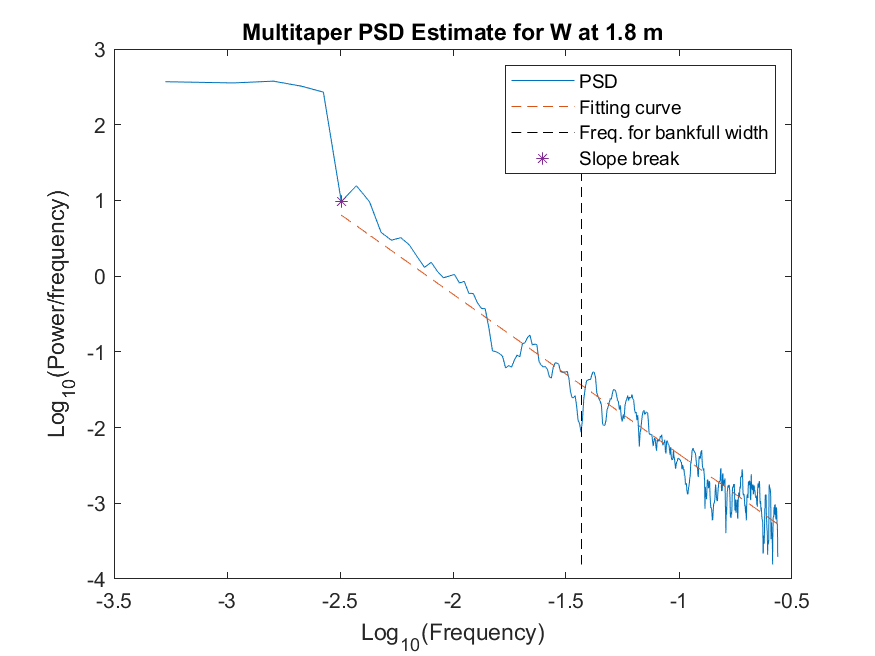 Multitaper PSD Estimate for W at 1.8 m
3
2
1
0
-1
-2
-3
-4
Log10(Power/frequency)
PSD
Fitting curve
Freq. for bankfull width
Slope break
-3.5 -3 -2.5 -2 -1.5 -1 -0.5
Log10(Frequency)